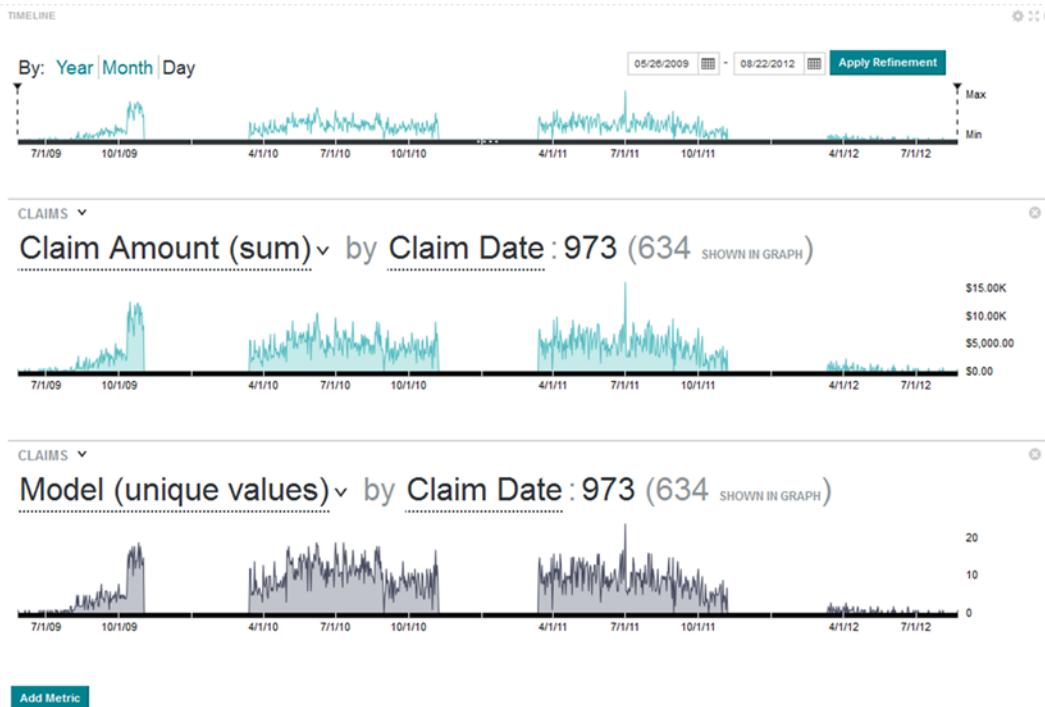 TIMELINE
By: Year Month Day
05/26/2009 - 08/22/2012 Apply Refinement
Max
Min
7/1/09 10/1/09 4/1/10 7/1/10 10/1/10 4/1/11 7/1/11 10/1/11 4/1/12 7/1/12
CLAIMS
Claim Amount (sum) by Claim Date : 973 (634 SHOWN IN GRAPH)
$15.00K
$10.00K
$5,000.00
$0.00
7/1/09 10/1/09 4/1/10 7/1/10 10/1/10 4/1/11 7/1/11 10/1/11 4/1/12 7/1/12
CLAIMS
Model (unique values) by Claim Date : 973 (634 SHOWN IN GRAPH)
20
10
0
7/1/09 10/1/09 4/1/10 7/1/10 10/1/10 4/1/11 7/1/11 10/1/11 4/1/12 7/1/12
Add Metric